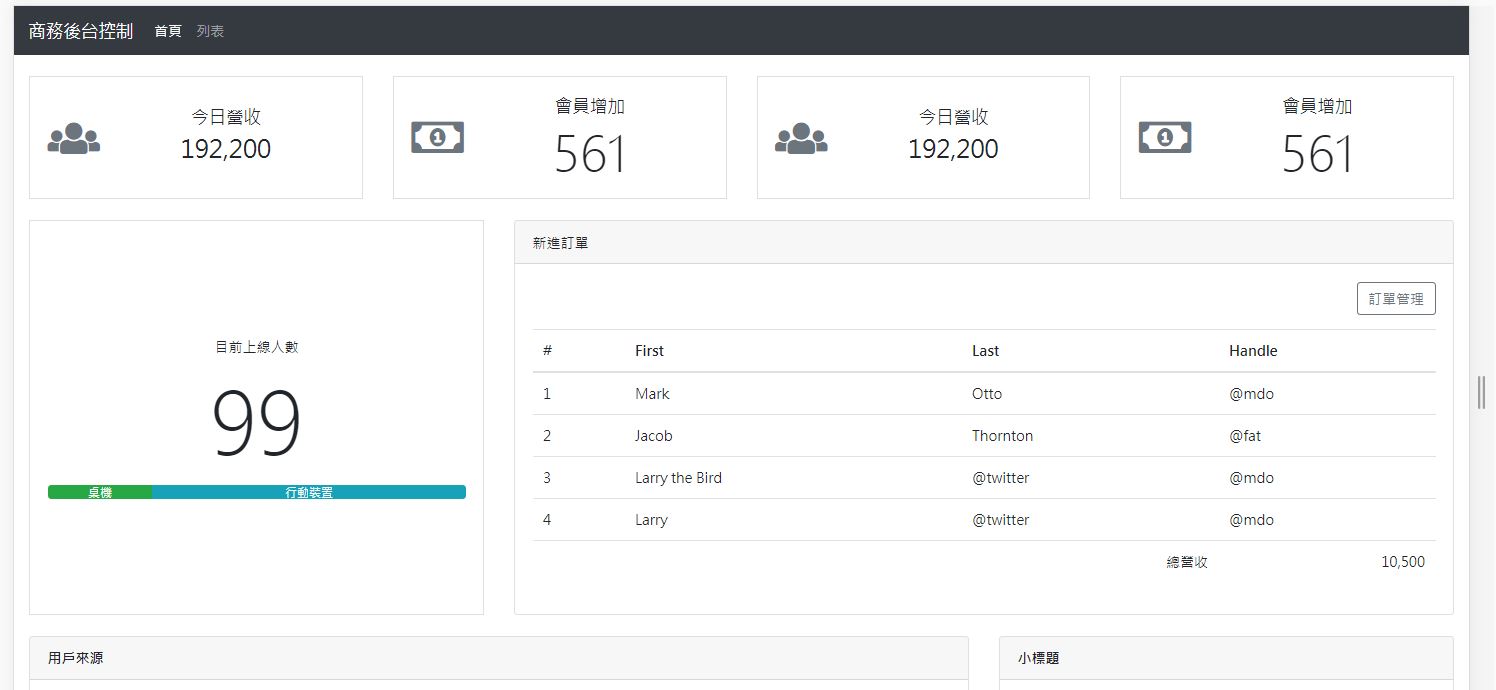 商務後台控制 首頁 列表
今日營收
192,200
會員增加
561
今日營收
192,200
會員增加
561
目前上線人數
99
桌機 行動裝置
新進訂單
訂單管理
# First Last Handle
1 Mark Otto @mdo
2 Jacob Thornton @fat
3 Larry the Bird @twitter @mdo
4 Larry @twitter @mdo
總營收 10,500
用戶來源
小標題